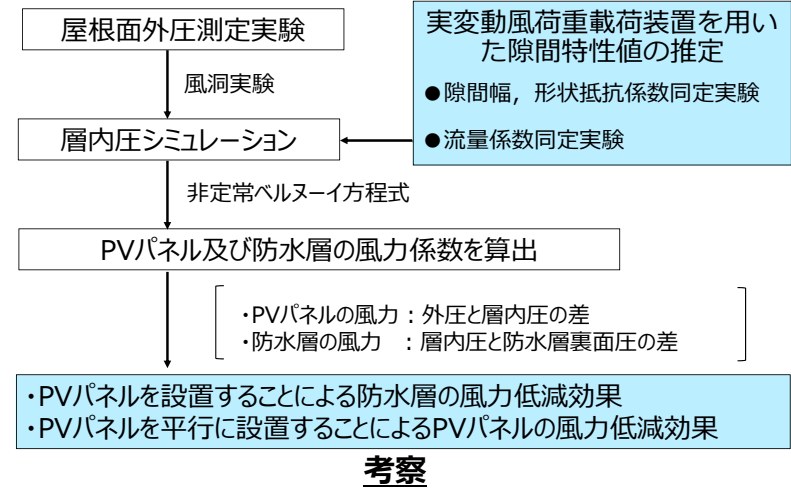 屋根面外圧測定実験
風洞実験
層内圧シミュレーション
実変動風荷重載荷装置を用い
た隙間特性値の推定
●隙間幅，形状抵抗係数同定実験
●流量係数同定実験
非定常ベルヌーイ方程式
PVパネル及び防水層の風力係数を算出
・PVパネルの風力：外圧と層内圧の差
・防水層の風力　：層内圧と防水層裏面圧の差
・PVパネルを設置することによる防水層の風力低減効果
・PVパネルを平行に設置することによるPVパネルの風力低減効果
考察